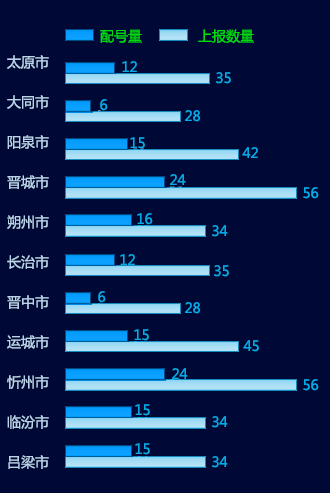 配号量 上报数量
太原市 12
35
大同市 6
28
阳泉市 15
42
晋城市 24
56
朔州市 16
34
长治市 12
35
晋中市 6
28
运城市 15
45
忻州市 24
56
临汾市 15
34
吕梁市 15
34